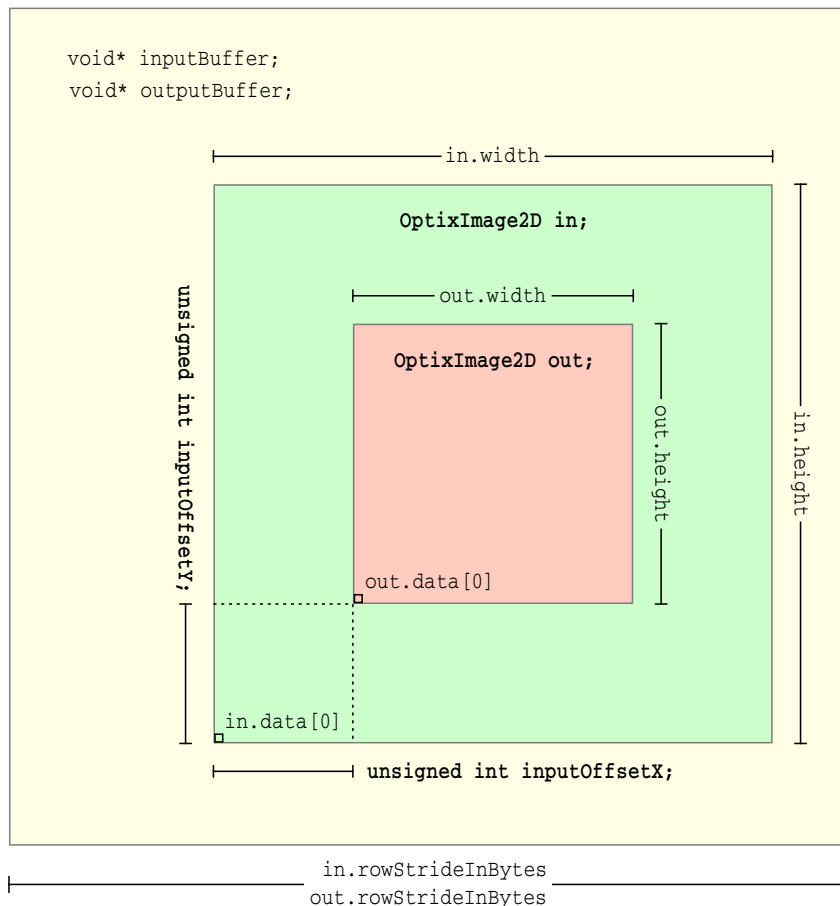 void* inputBuffer;
void* outputBuffer;
in.width
OptixImage2D in;
out.width
OptixImage2D out;
unsigned int inputOffsetY;
out.height
in.height
out.data[0]
in.data[0]
unsigned int inputOffsetX;
in.rowStrideInBytes
out.rowStrideInBytes